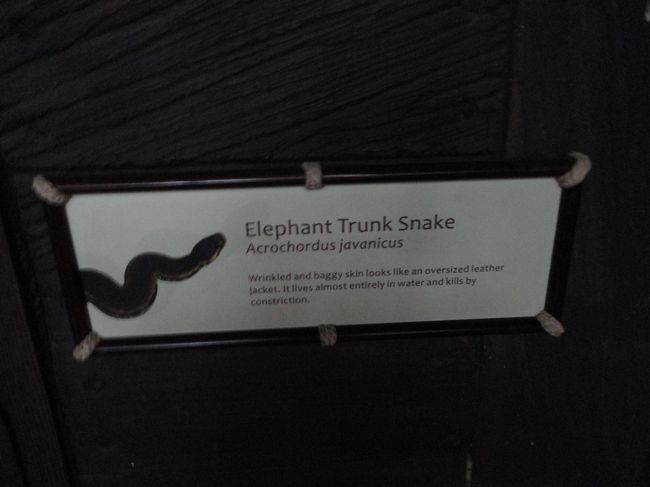 Elephant Trunk Snake
Acrochordus javanicus
Wrinkled and baggy skin looks like an oversized leather
jacket. It lives almost entirely in water and kills by
constriction.